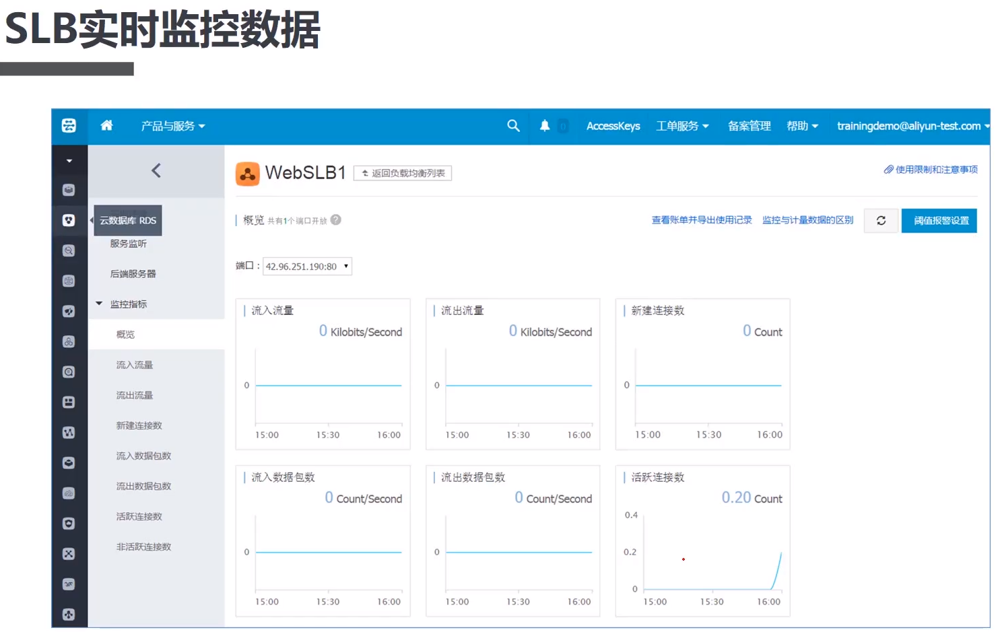 SLB实时监控数据
产品与服务
0
AccessKeys
工单服务
备案管理
帮助
trainingdemo@aliyun-test.com
WebSLB1
返回负载均衡列表
使用限制和注意事项
云数据库 RDS
服务监听
后端服务器
监控指标
概览
流入流量
流出流量
新建连接数
流入数据包数
流出数据包数
活跃连接数
非活跃连接数
概览 共有1个端口开放 ?
查看账单并导出使用记录
监控与计量数据的区别
阈值报警设置
端口：
42.96.251.190:80
流入流量
0 Kilobits/Second
0
15:00 15:30 16:00
流出流量
0 Kilobits/Second
0
15:00 15:30 16:00
新建连接数
0 Count
0
15:00 15:30 16:00
流入数据包数
0 Count/Second
0
15:00 15:30 16:00
流出数据包数
0 Count/Second
0
15:00 15:30 16:00
活跃连接数
0.20 Count
0.4
0.2
0
15:00 15:30 16:00